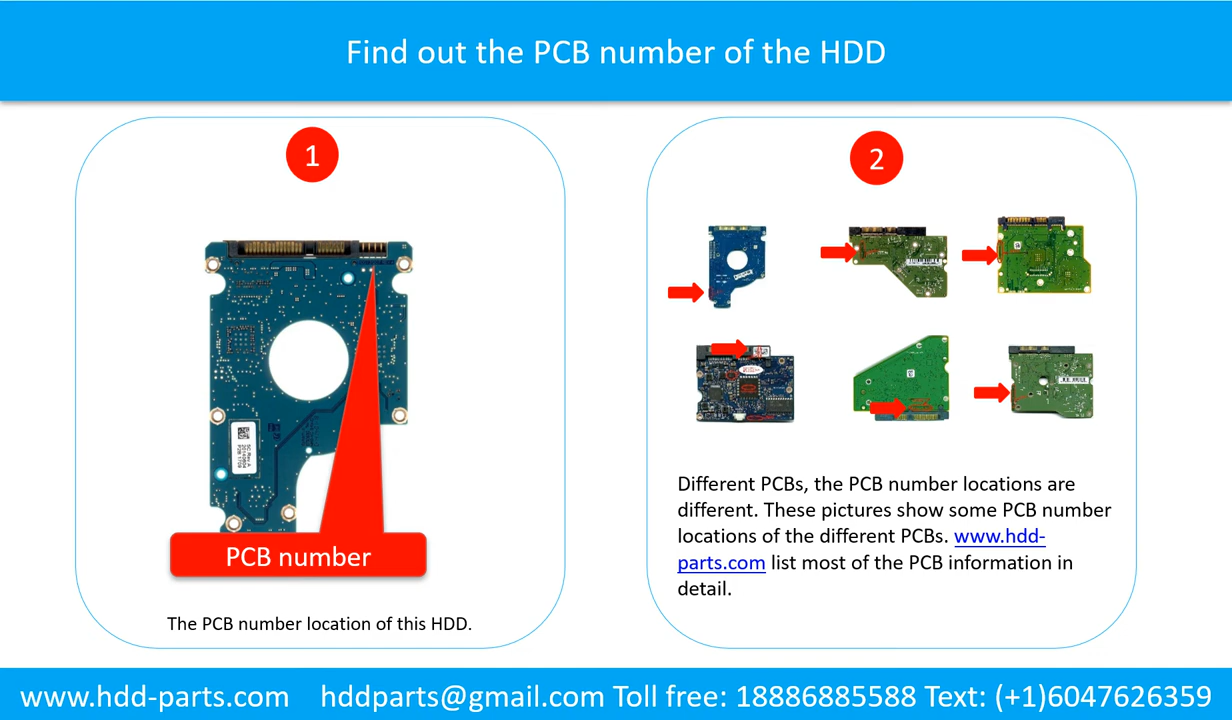 Find out the PCB number of the HDD
1
PCB number
The PCB number location of this HDD.
2
Different PCBs, the PCB number locations are
different. These pictures show some PCB number
locations of the different PCBs. www.hdd-
parts.com list most of the PCB information in
detail.
www.hdd-parts.com hddparts@gmail.com Toll free: 18886885588 Text: (+1)6047626359